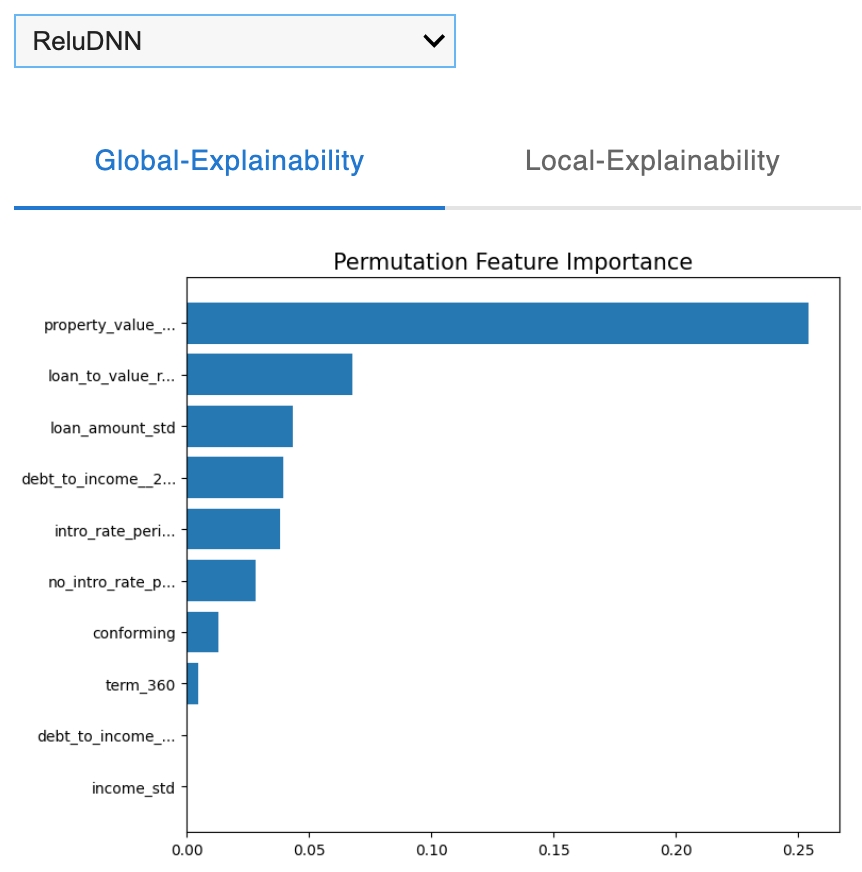 ReluDNN
Global-Explainability Local-Explainability
Permutation Feature Importance
property_value_...
loan_to_value_r...
loan_amount_std
debt_to_income__2...
intro_rate_peri...
no_intro_rate_p...
conforming
term_360
debt_to_income_...
income_std
0.00 0.05 0.10 0.15 0.20 0.25